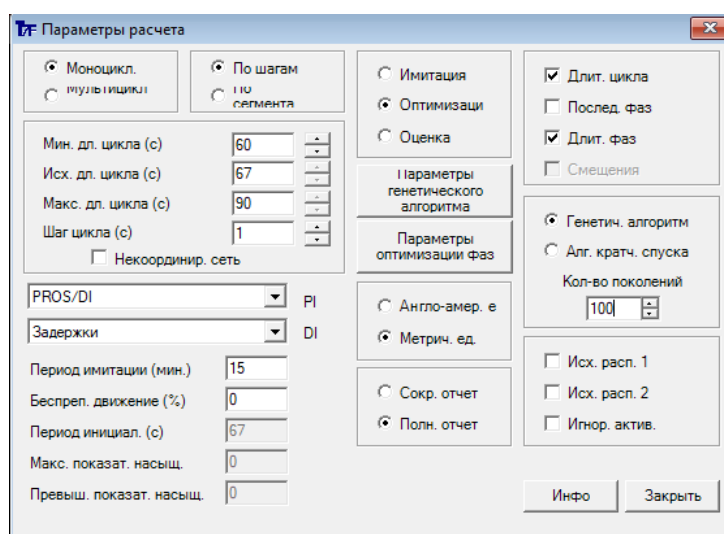 Параметры расчета
Моноцикл.
Мультицикл
По шагам
По
сегмента
Имитация
Оптимизаци
Оценка
Длит. цикла
Послед. фаз
Длит. фаз
Смещения
Мин. дл. цикла (с) 60
Исх. дл. цикла (с) 67
Макс. дл. цикла (с) 90
Шаг цикла (с) 1
Некоординир. сеть
Параметры
генетического
алгоритма
Параметры
оптимизации фаз
Генетич. алгоритм
Алг. кратч. спуска
Кол-во поколений
100
PROS/DI PI
Задержки DI
Англо-амер. е
Метрич. ед.
Период имитации (мин.) 15
Беспреп. движение (%) 0
Период инициал. (с) 67
Макс. показат. насыщ. 0
Превыш. показат. насыщ. 0
Сокр. отчет
Полн. отчет
Исх. расп. 1
Исх. расп. 2
Игнор. актив.
Инфо
Закрыть